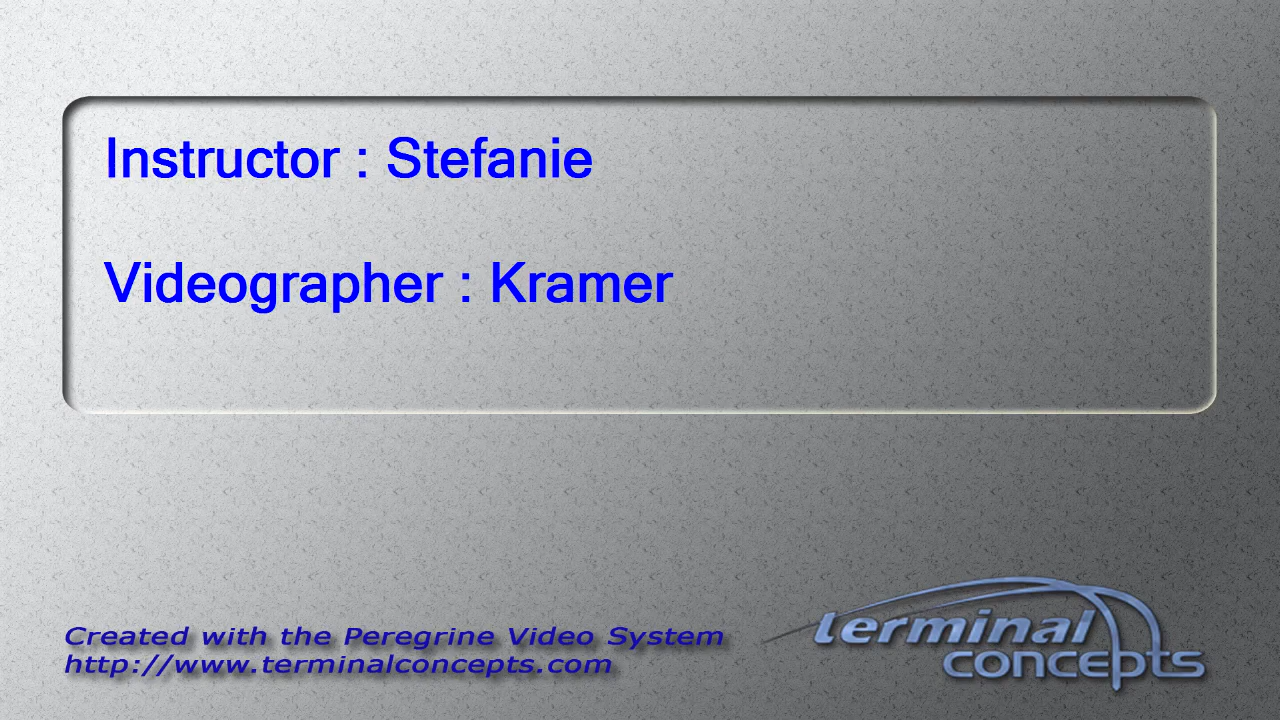 Instructor : Stefanie
Videographer : Kramer
Created with the Peregrine Video System
http://www.terminalconcepts.com
terminal
concepts